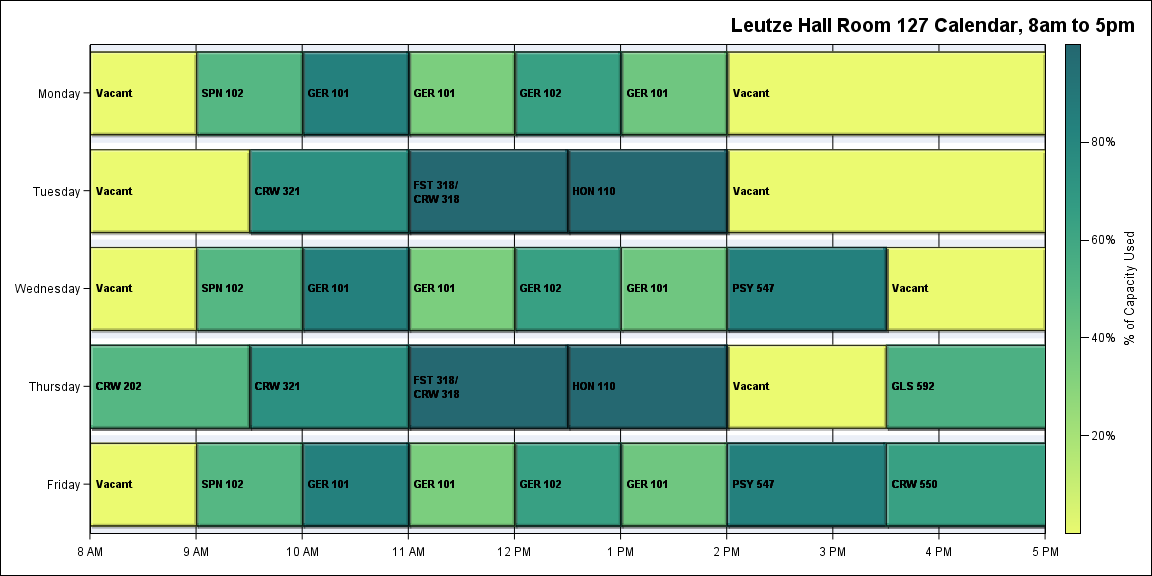 Leutze Hall Room 127 Calendar, 8am to 5pm
Monday
Vacant
SPN 102
GER 101
GER 101
GER 102
GER 101
Vacant
Tuesday
Vacant
CRW 321
FST 318/
CRW 318
HON 110
Vacant
Wednesday
Vacant
SPN 102
GER 101
GER 101
GER 102
GER 101
PSY 547
Vacant
Thursday
CRW 202
CRW 321
FST 318/
CRW 318
HON 110
Vacant
GLS 592
Friday
Vacant
SPN 102
GER 101
GER 101
GER 102
GER 101
PSY 547
CRW 550
8 AM
9 AM
10 AM
11 AM
12 PM
1 PM
2 PM
3 PM
4 PM
5 PM
80%
60%
40%
20%
% of Capacity Used